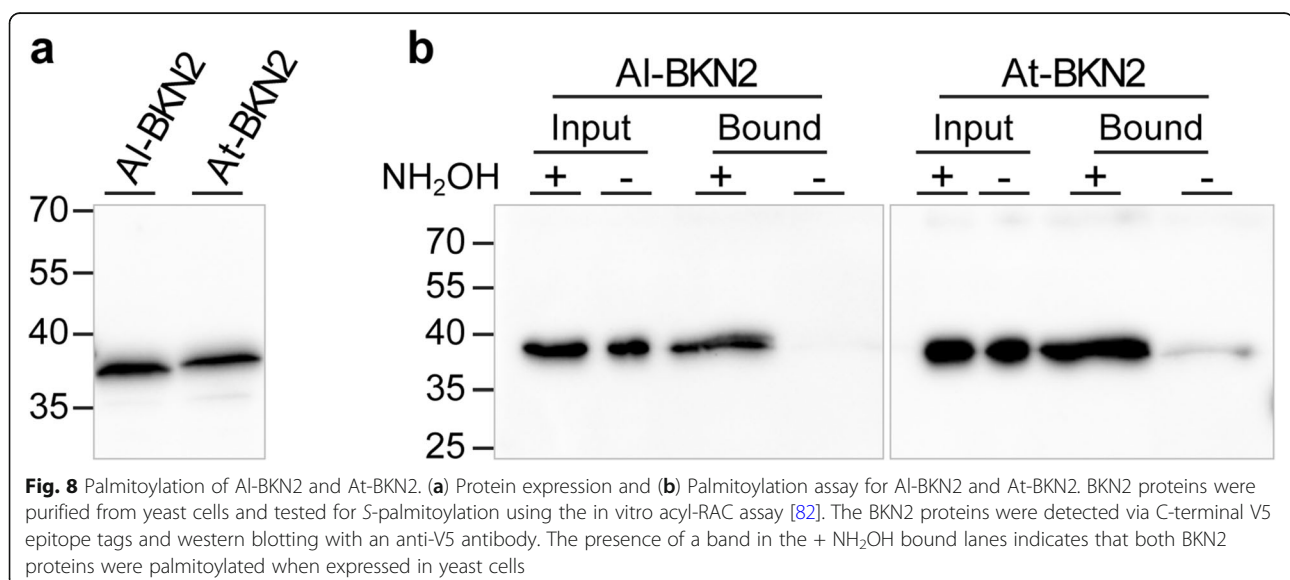 a
Al-BKN2
At-BKN2
70
55
40
35
b
Al-BKN2
At-BKN2
Input
Bound
Input
Bound
NH₂OH
+ - + -
+ - + -
70
55
40
35
25
Fig. 8 Palmitoylation of Al-BKN2 and At-BKN2. (a) Protein expression and (b) Palmitoylation assay for Al-BKN2 and At-BKN2. BKN2 proteins were
purified from yeast cells and tested for S-palmitoylation using the in vitro acyl-RAC assay [82]. The BKN2 proteins were detected via C-terminal V5
epitope tags and western blotting with an anti-V5 antibody. The presence of a band in the + NH₂OH bound lanes indicates that both BKN2
proteins were palmitoylated when expressed in yeast cells